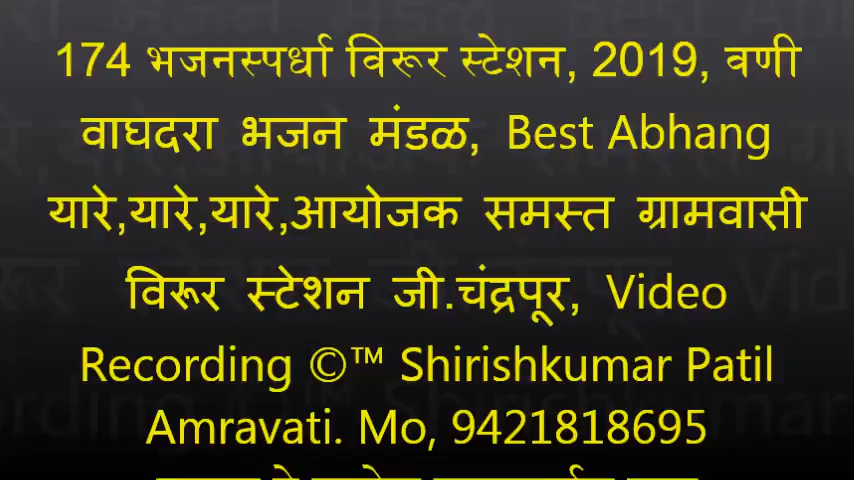 174 भजनस्पर्धा विरूर स्टेशन, 2019, वणी
वाघदरा भजन मंडळ, Best Abhang
यारे,यारे,यारे,आयोजक समस्त ग्रामवासी
विरूर स्टेशन जी.चंद्रपूर, Video
Recording ©™ Shirishkumar Patil
Amravati. Mo, 9421818695